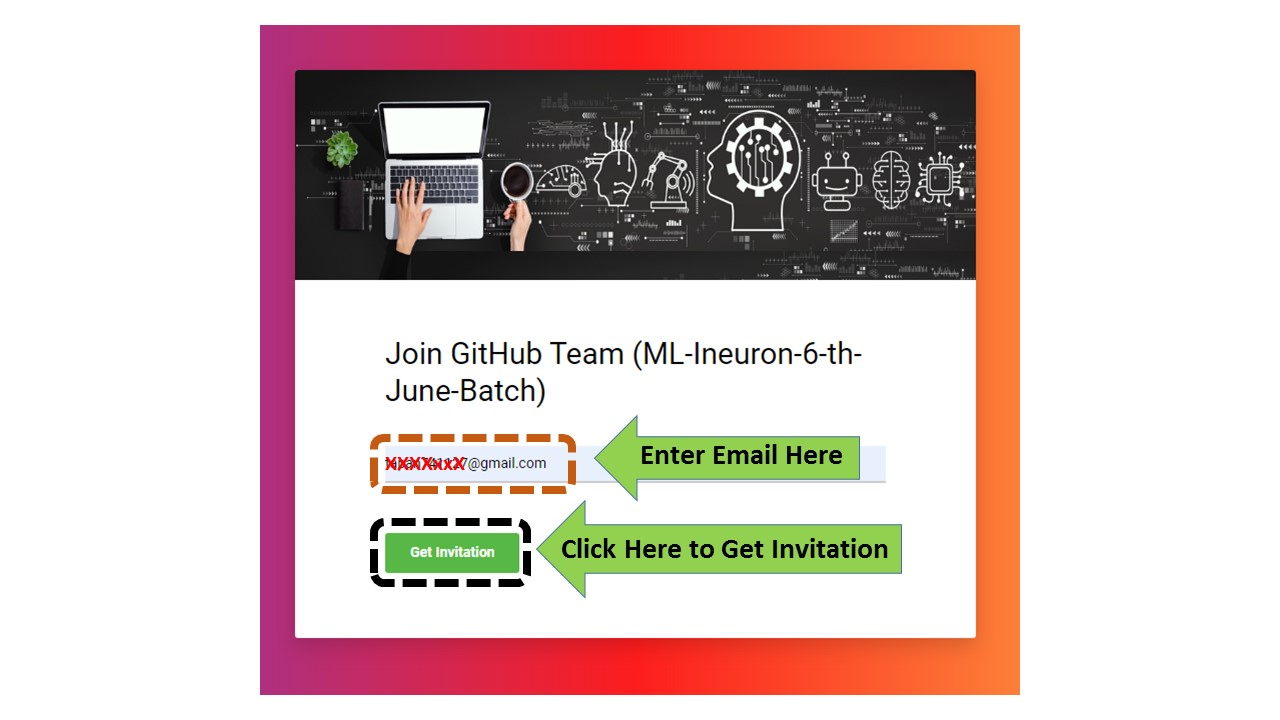 Join GitHub Team (ML-Ineuron-6-th-
June-Batch)
@gmail.com
Enter Email Here
Get Invitation
Click Here to Get Invitation